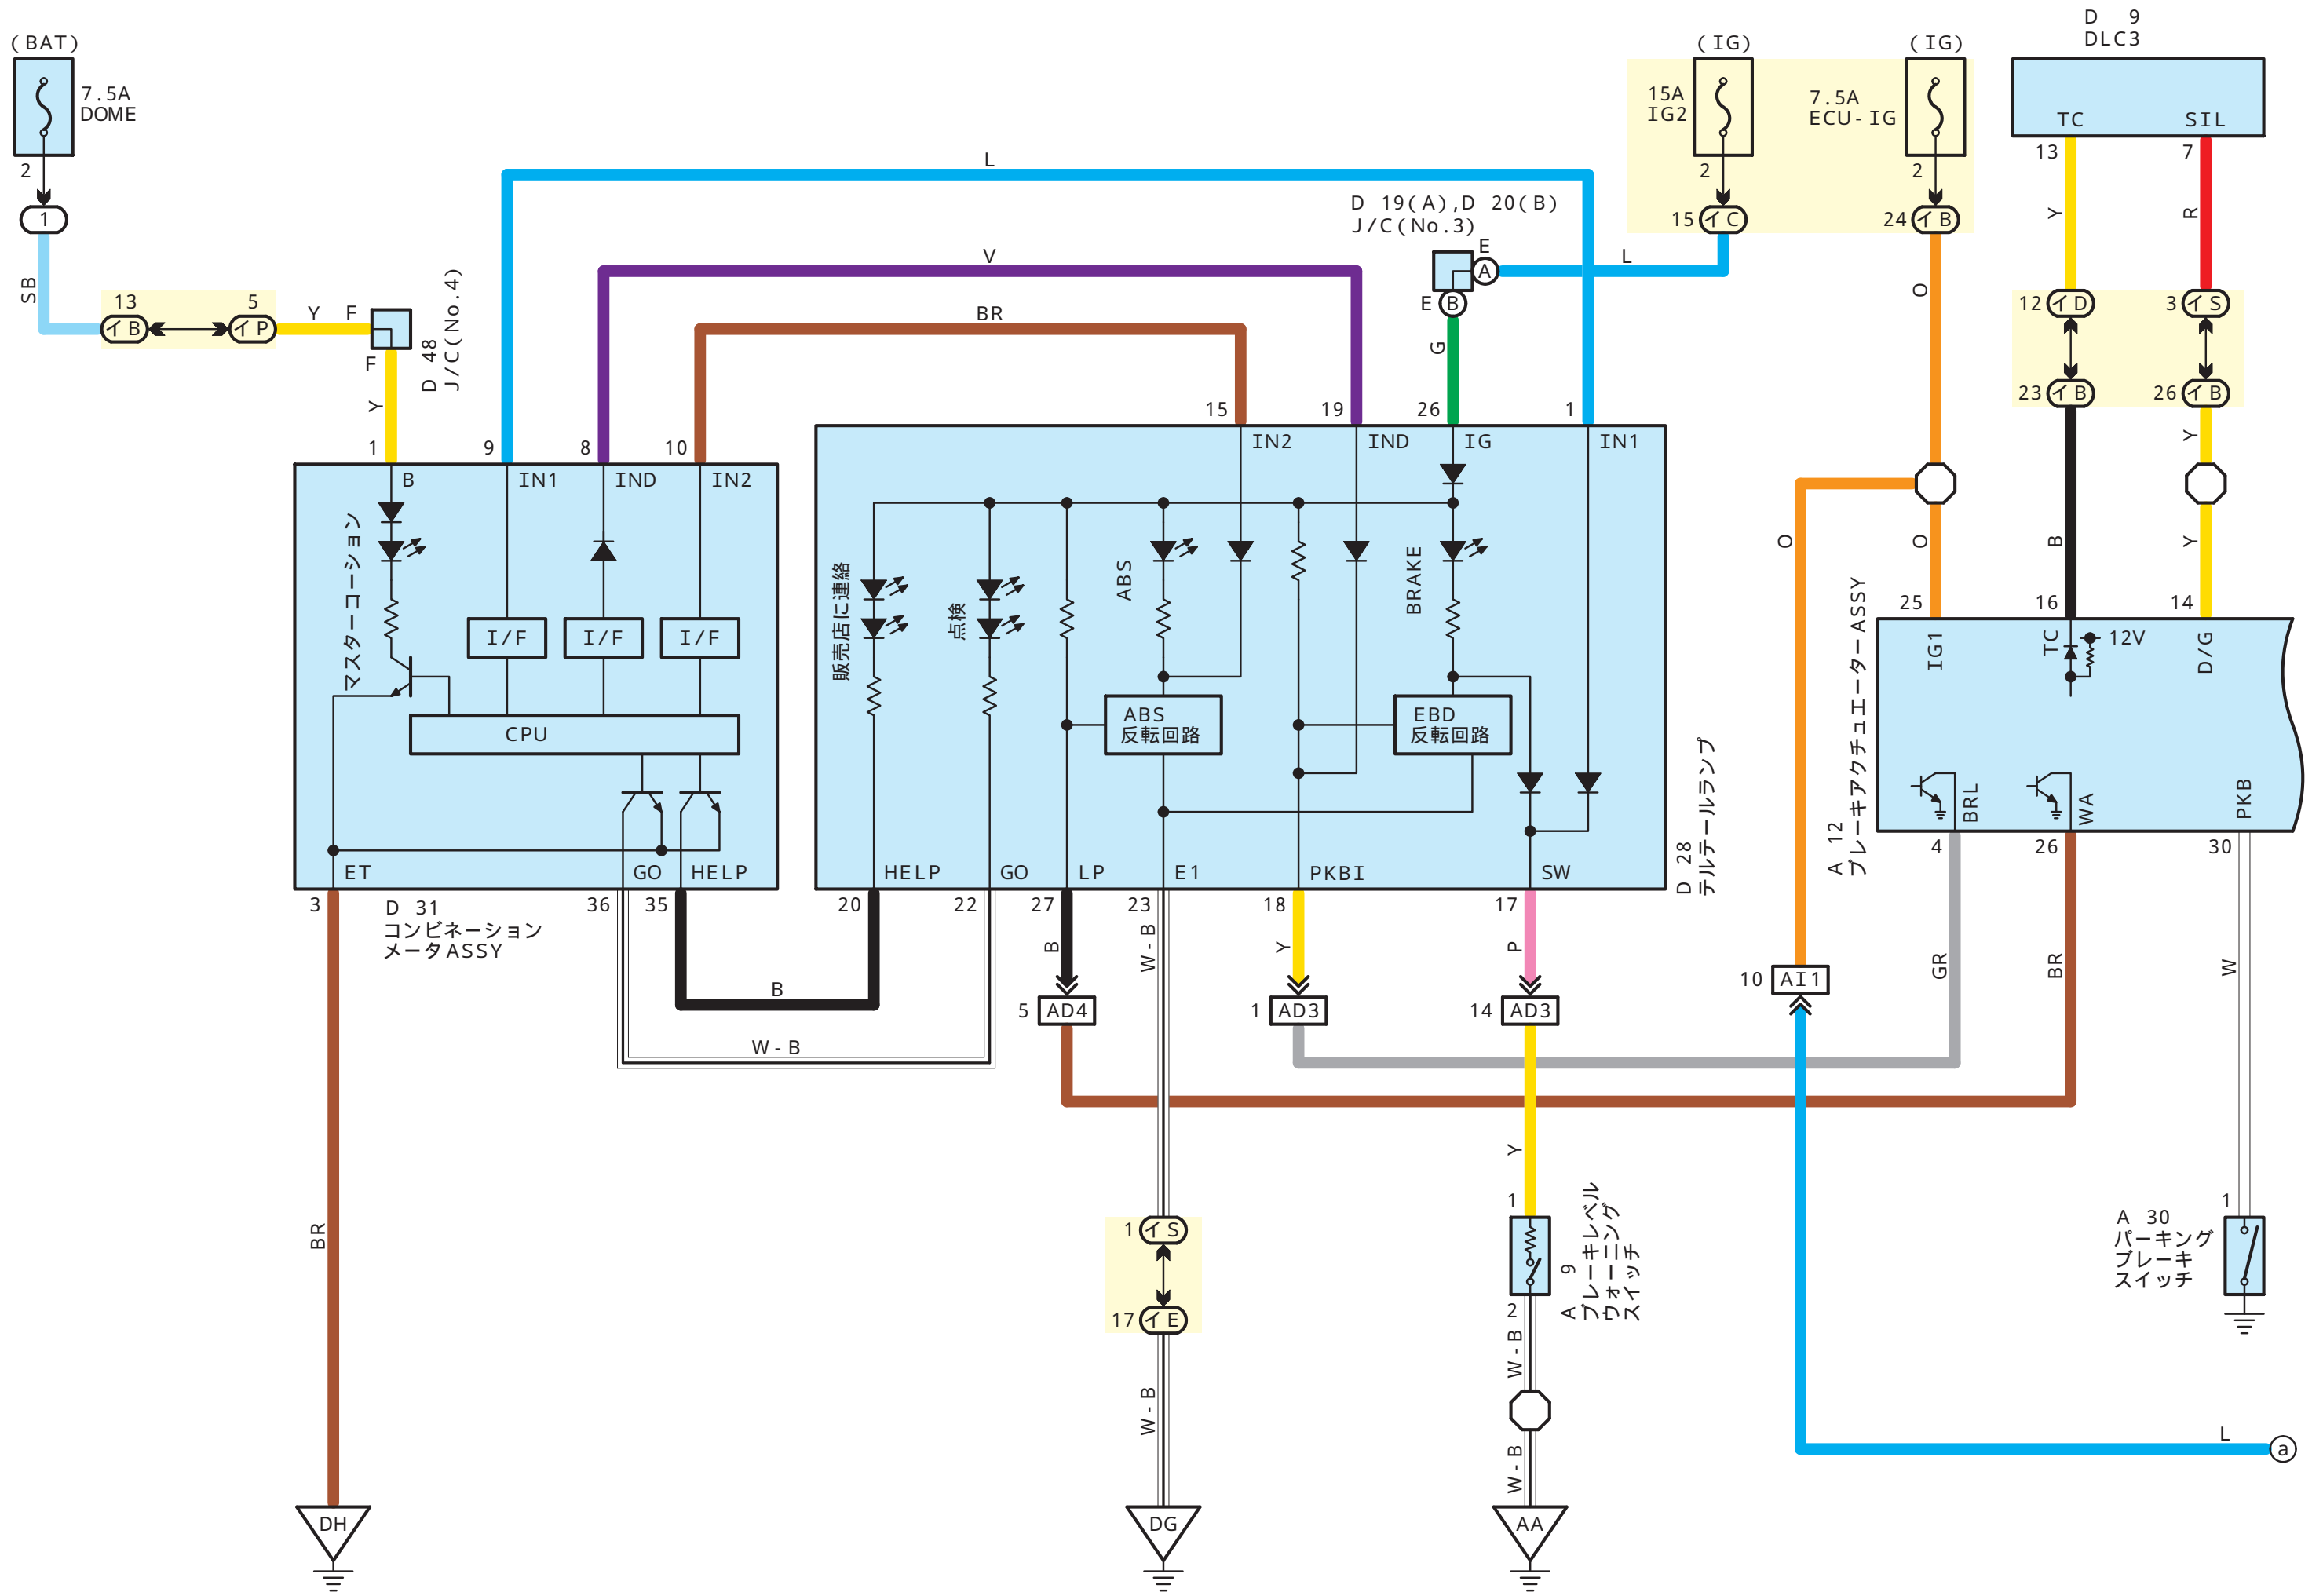 (BAT)
7.5A
DOME
2
1
SB
13
イB
5
イP
Y
F
F
D 48
J/C(No.4)
Y
L
V
BR
D 19(A),D 20(B)
J/C(No.3)
E
A
E
B
L
G
(IG)
15A
IG2
2
15
イC
(IG)
7.5A
ECU-IG
2
24
イB
O
D 9
DLC3
TC
SIL
13
7
Y
R
12
イD
3
イS
23
イB
26
イB
Y
O
O
B
Y
1
9
8
10
B
IN1
IND
IN2
マスターコーション
I/F
I/F
I/F
CPU
ET
GO
HELP
3
36
35
D 31
コンビネーション
メータASSY
15
19
26
1
IN2
IND
IG
IN1
販売店に連絡
点検
ABS
BRAKE
ABS
反転回路
EBD
反転回路
HELP
GO
LP
E1
PKBI
SW
D 28
テルテールランプ
20
22
27
23
18
17
B
W-B
Y
P
B
W-B
5
AD4
1
AD3
14
AD3
10
AI1
25
16
14
IG1
TC
12V
D/G
A 12
ブレーキアクチュエーターASSY
BRL
WA
PKB
4
26
30
GR
BR
W
BR
Y
1
イS
17
イE
W-B
1
A 9
ブレーキレベル
ウォーニング
スイッチ
2
W-B
W-B
1
A 30
パーキング
ブレーキ
スイッチ
L
a
DH
DG
AA